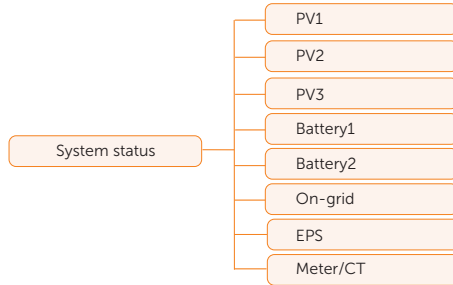 PV1
PV2
PV3
Battery1
System status
Battery2
On-grid
EPS
Meter/CT